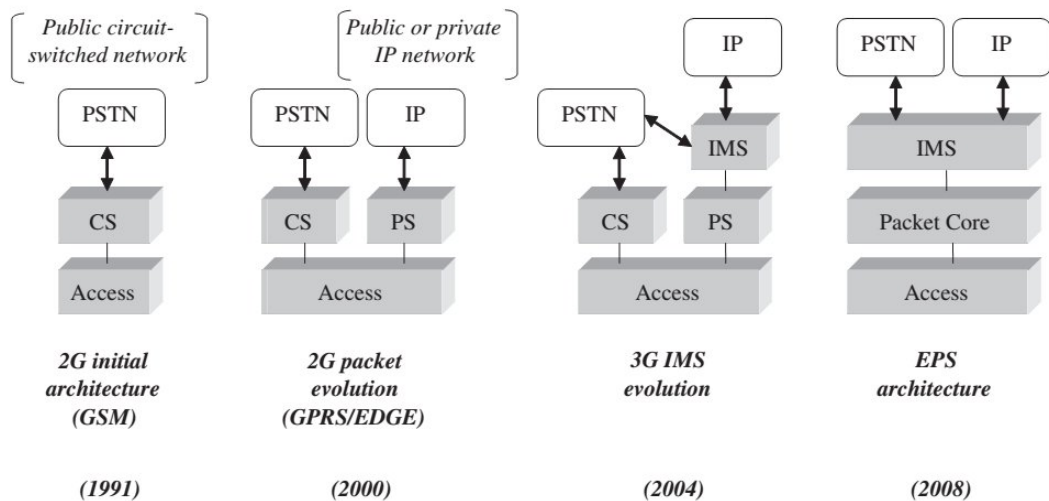 Public circuit-
switched network
PSTN
CS
Access
2G initial
architecture
(GSM)
(1991)
Public or private
IP network
PSTN
IP
CS
PS
Access
2G packet
evolution
(GPRS/EDGE)
(2000)
IP
PSTN
IMS
CS
PS
Access
3G IMS
evolution
(2004)
PSTN
IP
IMS
Packet Core
Access
EPS
architecture
(2008)